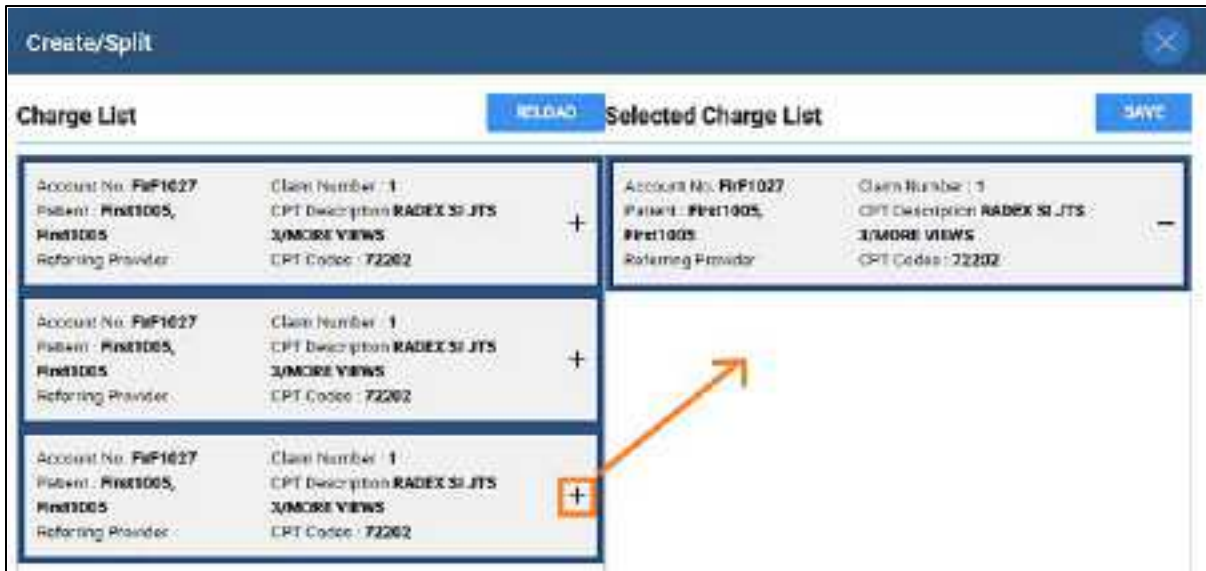 Create/Split
Charge List
RELOAD
Selected Charge List
SAVE
Account No. FirF1027
Claim Number : 1
Patient : First1005,
CPT Description RADEX SI JTS
First1005
3/MORE VIEWS
Referring Provider
CPT Codes : 72202
+
Account No. FirF1027
Claim Number : 1
Patient : First1005,
CPT Description RADEX SI JTS
First1005
3/MORE VIEWS
Referring Provider
CPT Codes : 72202
−
Account No. FirF1027
Claim Number : 1
Patient : First1005,
CPT Description RADEX SI JTS
First1005
3/MORE VIEWS
Referring Provider
CPT Codes : 72202
+
Account No. FirF1027
Claim Number : 1
Patient : First1005,
CPT Description RADEX SI JTS
First1005
3/MORE VIEWS
Referring Provider
CPT Codes : 72202
+